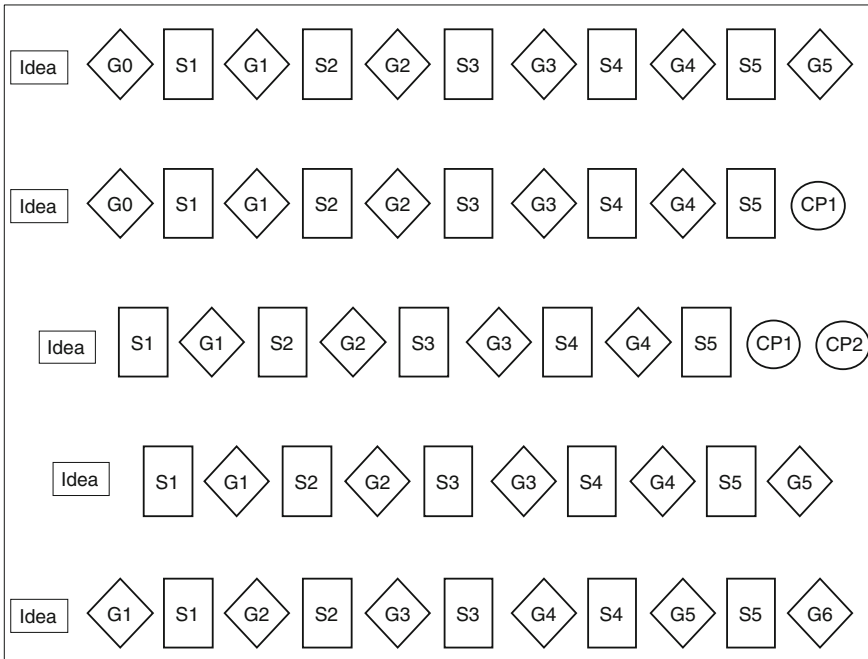 Idea G0 S1 G1 S2 G2 S3 G3 S4 G4 S5 G5
Idea G0 S1 G1 S2 G2 S3 G3 S4 G4 S5 CP1
Idea S1 G1 S2 G2 S3 G3 S4 G4 S5 CP1 CP2
Idea S1 G1 S2 G2 S3 G3 S4 G4 S5 G5
Idea G1 S1 G2 S2 G3 S3 G4 S4 G5 S5 G6